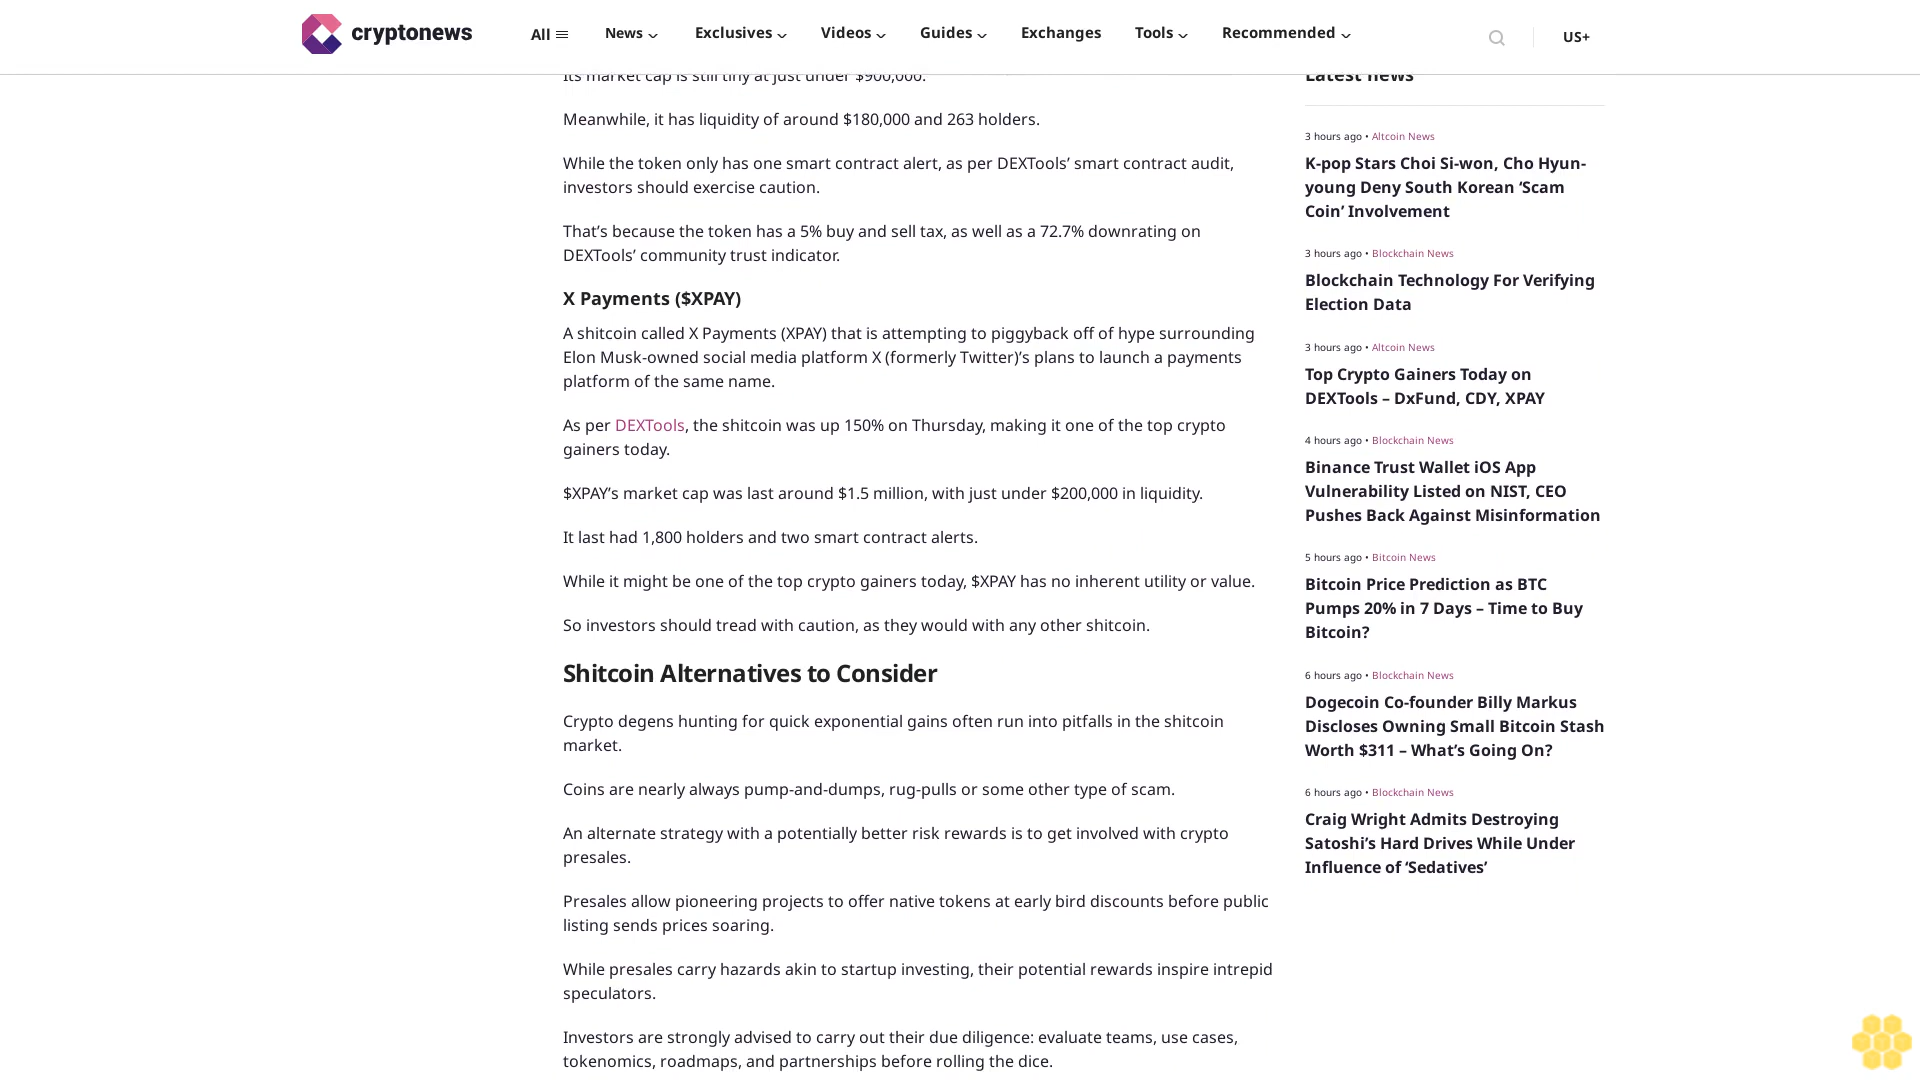 cryptonews
All
News
Exclusives
Videos
Guides
Exchanges
Tools
Recommended
US+
Its market cap is still tiny at just under $900,000.
Meanwhile, it has liquidity of around $180,000 and 263 holders.
While the token only has one smart contract alert, as per DEXTools’ smart contract audit,
investors should exercise caution.
That’s because the token has a 5% buy and sell tax, as well as a 72.7% downrating on
DEXTools’ community trust indicator.
X Payments ($XPAY)
A shitcoin called X Payments (XPAY) that is attempting to piggyback off of hype surrounding
Elon Musk-owned social media platform X (formerly Twitter)’s plans to launch a payments
platform of the same name.
As per DEXTools, the shitcoin was up 150% on Thursday, making it one of the top crypto
gainers today.
$XPAY’s market cap was last around $1.5 million, with just under $200,000 in liquidity.
It last had 1,800 holders and two smart contract alerts.
While it might be one of the top crypto gainers today, $XPAY has no inherent utility or value.
So investors should tread with caution, as they would with any other shitcoin.
Shitcoin Alternatives to Consider
Crypto degens hunting for quick exponential gains often run into pitfalls in the shitcoin
market.
Coins are nearly always pump-and-dumps, rug-pulls or some other type of scam.
An alternate strategy with a potentially better risk rewards is to get involved with crypto
presales.
Presales allow pioneering projects to offer native tokens at early bird discounts before public
listing sends prices soaring.
While presales carry hazards akin to startup investing, their potential rewards inspire intrepid
speculators.
Investors are strongly advised to carry out their due diligence: evaluate teams, use cases,
tokenomics, roadmaps, and partnerships before rolling the dice.
Latest news
3 hours ago • Altcoin News
K-pop Stars Choi Si-won, Cho Hyun-
young Deny South Korean ‘Scam
Coin’ Involvement
3 hours ago • Blockchain News
Blockchain Technology For Verifying
Election Data
3 hours ago • Altcoin News
Top Crypto Gainers Today on
DEXTools – DxFund, CDY, XPAY
4 hours ago • Blockchain News
Binance Trust Wallet iOS App
Vulnerability Listed on NIST, CEO
Pushes Back Against Misinformation
5 hours ago • Bitcoin News
Bitcoin Price Prediction as BTC
Pumps 20% in 7 Days – Time to Buy
Bitcoin?
6 hours ago • Blockchain News
Dogecoin Co-founder Billy Markus
Discloses Owning Small Bitcoin Stash
Worth $311 – What’s Going On?
6 hours ago • Blockchain News
Craig Wright Admits Destroying
Satoshi’s Hard Drives While Under
Influence of ‘Sedatives’